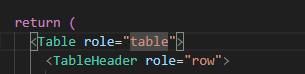 return (
<Table role="table">
<TableHeader role="row">